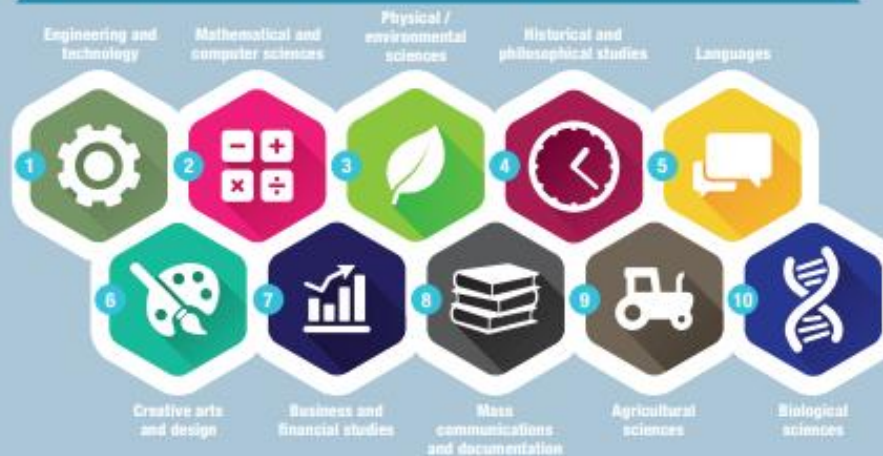 Engineering and
technology
Mathematical and
computer sciences
Physical /
environmental
sciences
Historical and
philosophical studies
Languages
1
2
3
4
5
6
7
8
9
10
Creative arts
and design
Business and
financial studies
Mass
communications
and documentation
Agricultural
sciences
Biological
sciences